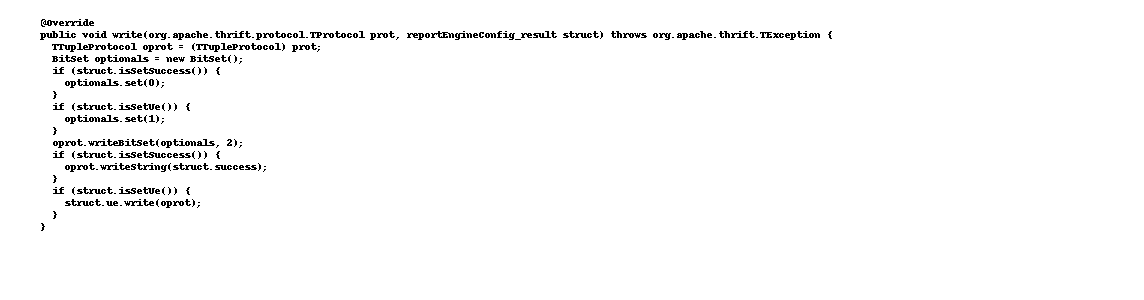 @Override
public void write(org.apache.thrift.protocol.TProtocol prot, reportEngineConfig_result struct) throws org.apache.thrift.TException {
  TTupleProtocol oprot = (TTupleProtocol) prot;
  BitSet optionals = new BitSet();
  if (struct.isSetSuccess()) {
    optionals.set(0);
  }
  if (struct.isSetUe()) {
    optionals.set(1);
  }
  oprot.writeBitSet(optionals, 2);
  if (struct.isSetSuccess()) {
    oprot.writeString(struct.success);
  }
  if (struct.isSetUe()) {
    struct.ue.write(oprot);
  }
}